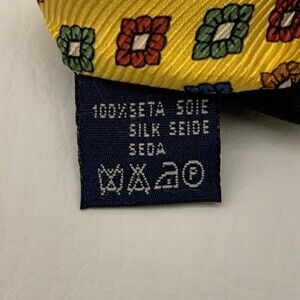 100%SETA SOIE
SILK SEIDE
SEDA
P